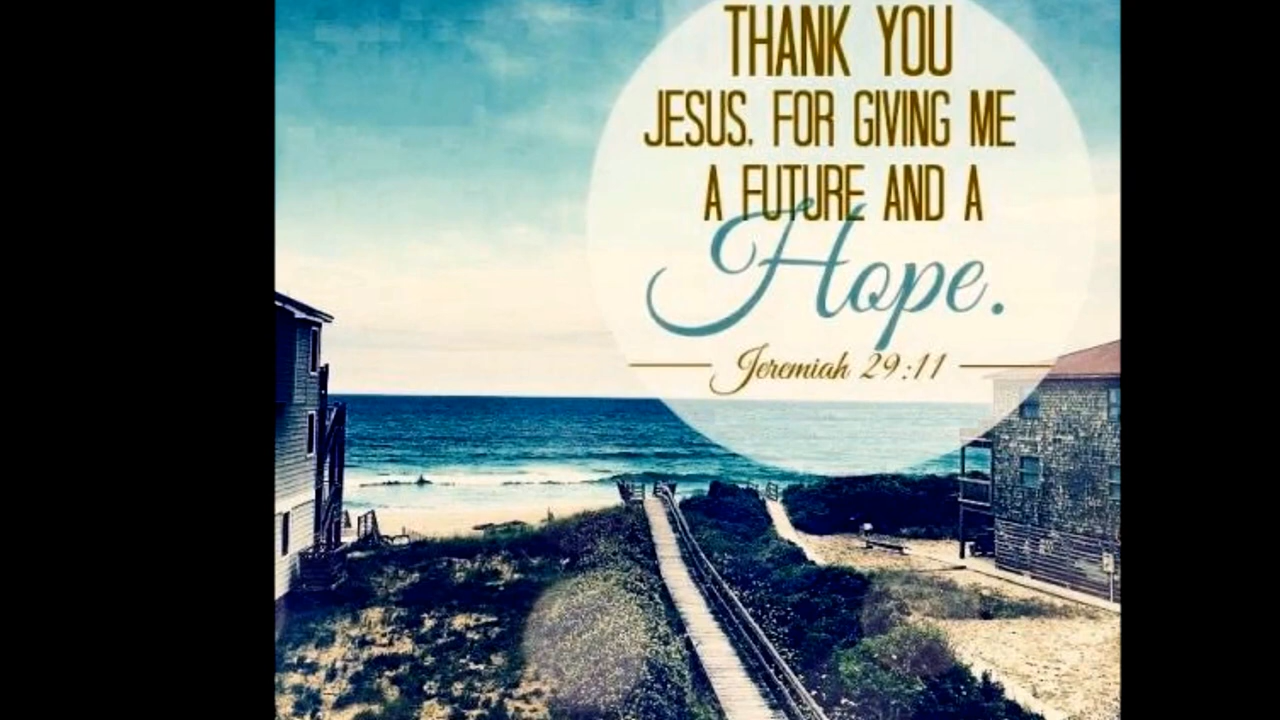 THANK YOU
JESUS. FOR GIVING ME
A FUTURE AND A
Hope.
Jeremiah 29:11